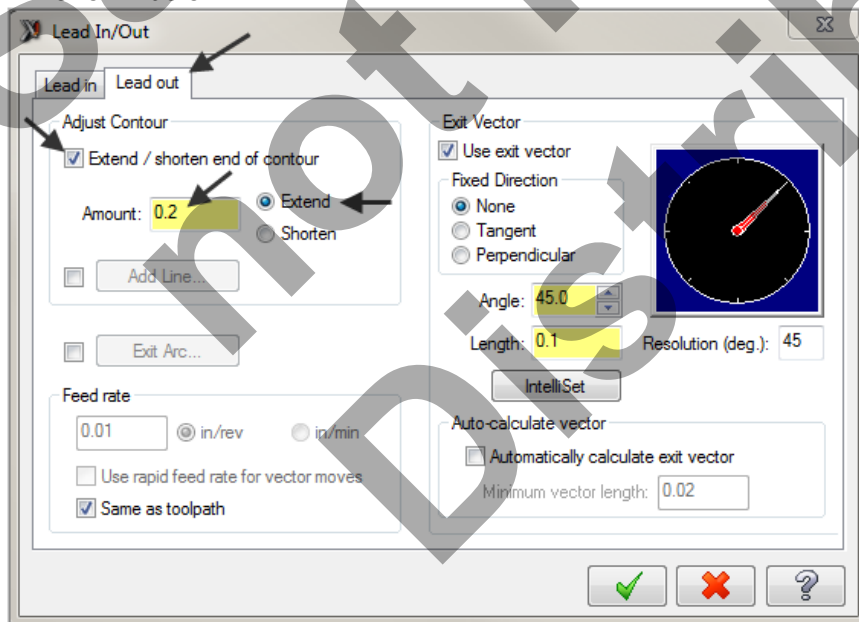 Lead In/Out
Lead in
Lead out
Adjust Contour
Extend / shorten end of contour
Amount: 0.2
Extend
Shorten
Add Line...
Exit Arc...
Feed rate
0.01
in/rev
in/min
Use rapid feed rate for vector moves
Same as toolpath
Exit Vector
Use exit vector
Fixed Direction
None
Tangent
Perpendicular
Angle: 45.0
Length: 0.1
Resolution (deg.): 45
IntelliSet
Auto-calculate vector
Automatically calculate exit vector
Minimum vector length: 0.02
not